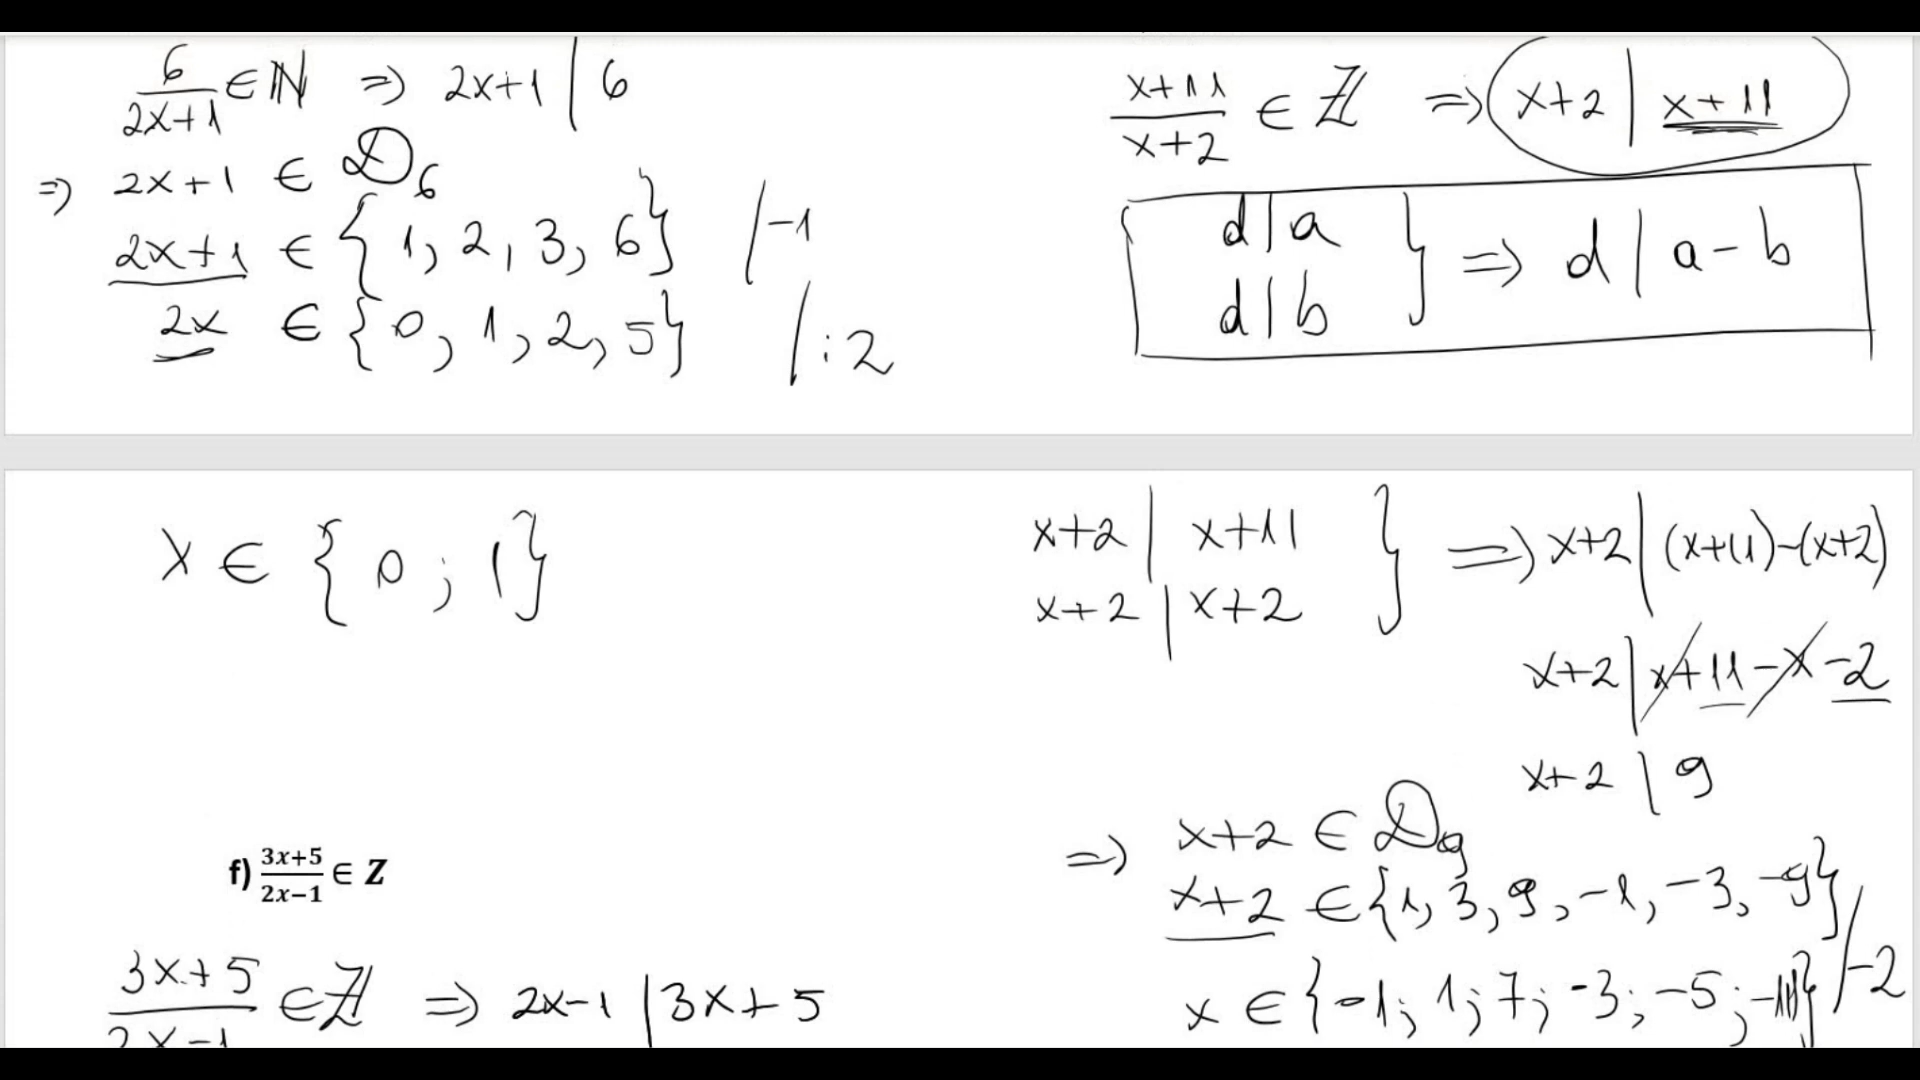 6/(2x+1) ∈ ℕ ⇒ 2x+1 | 6
⇒ 2x+1 ∈ D₆
2x+1 ∈ {1, 2, 3, 6} /-1
2x ∈ {0, 1, 2, 5} /:2
x ∈ {0; 1}
f) (3x+5)/(2x−1) ∈ Z
(3x+5)/(2x-1) ∈ ℤ ⇒ 2x-1 | 3x+5
(x+11)/(x+2) ∈ ℤ ⇒ x+2 | x+11
d | a
d | b } ⇒ d | a-b
x+2 | x+11
x+2 | x+2 } ⇒ x+2 | (x+11)-(x+2)
x+2 | x+11-x-2
x+2 | 9
⇒ x+2 ∈ D₉
x+2 ∈ {1, 3, 9, -1, -3, -9} /-2
x ∈ {-1; 1; 7; -3; -5; -11}